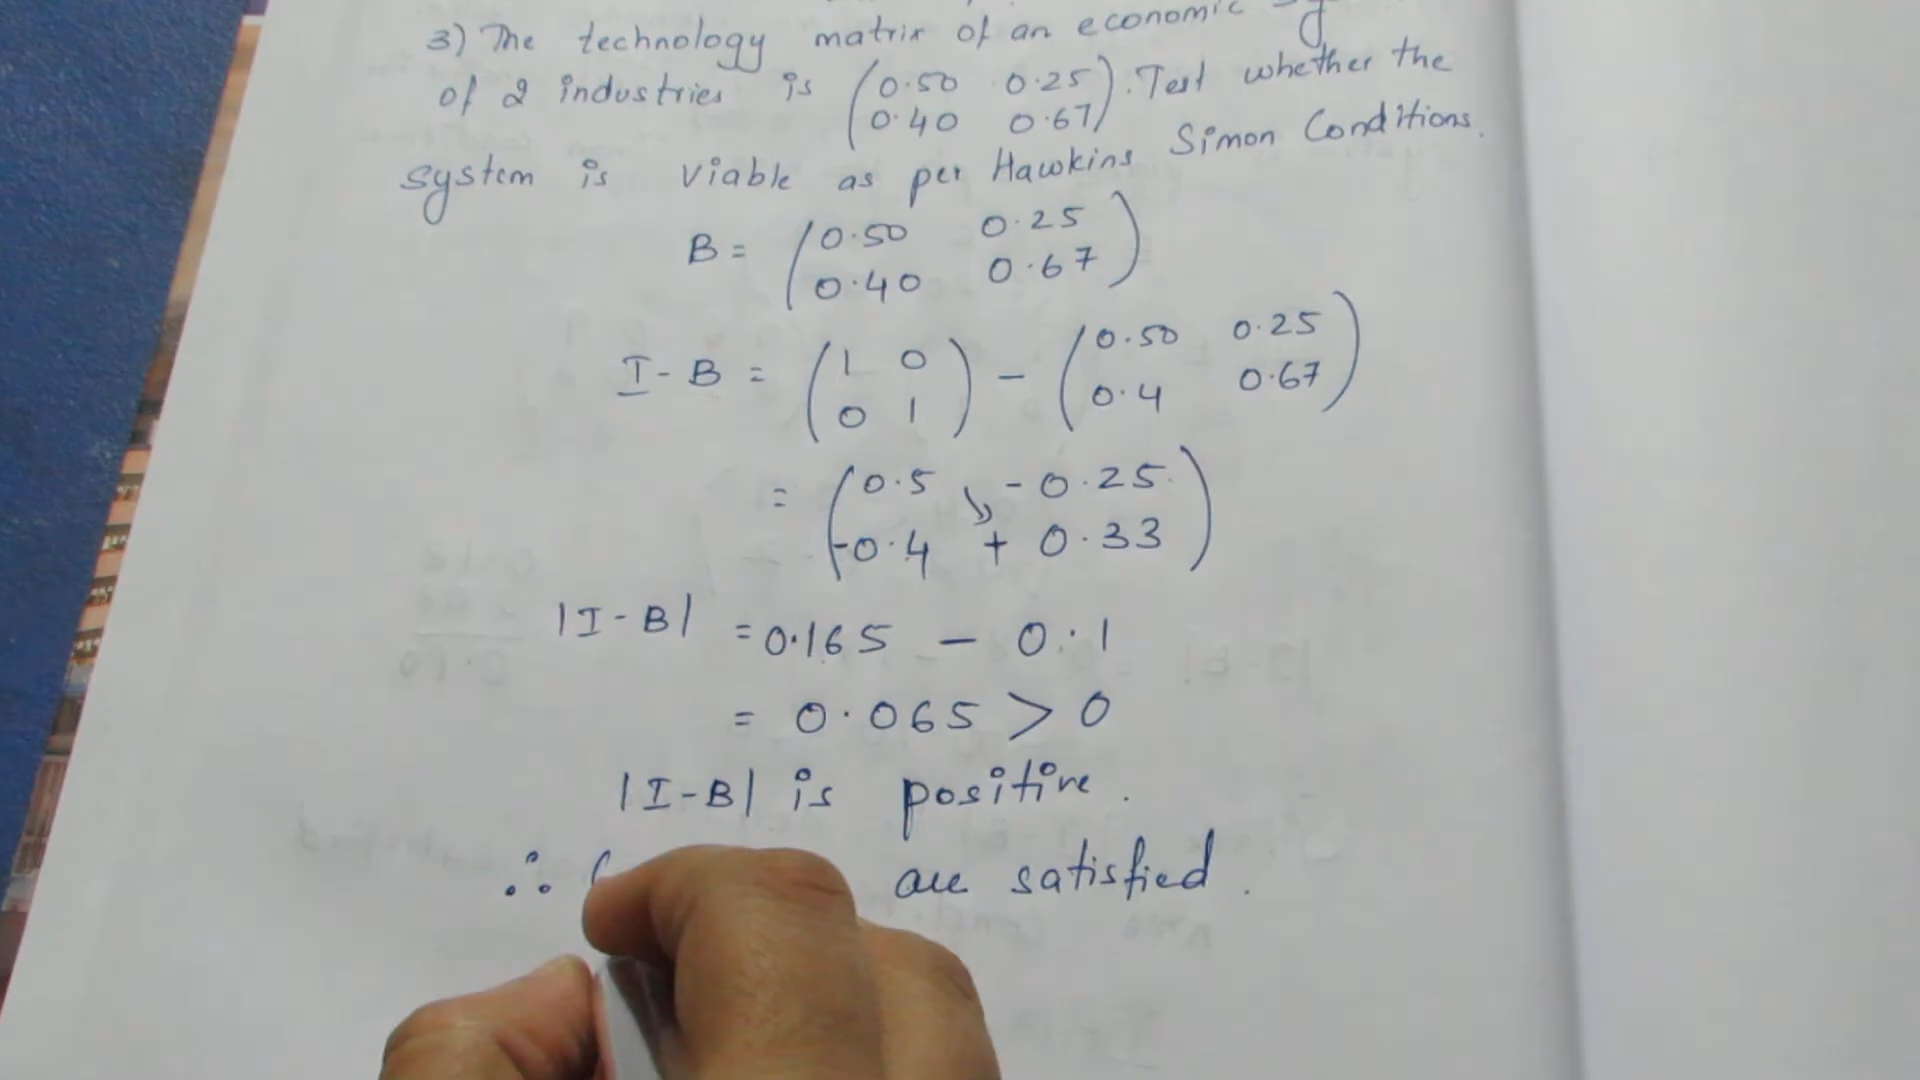 3) The technology matrix of an economic
of 2 industries is (0.50 0.25). Test whether the
(0.40 0.67)
system is viable as per Hawkins Simon Conditions.
B = (0.50 0.25)
(0.40 0.67)
I - B = (1 0) - (0.50 0.25)
(0 1) (0.4 0.67)
= (0.5 - 0.25)
(-0.4 + 0.33)
|I - B| = 0.165 - 0.1
= 0.065 > 0
|I-B| is positive.
∴ are satisfied.